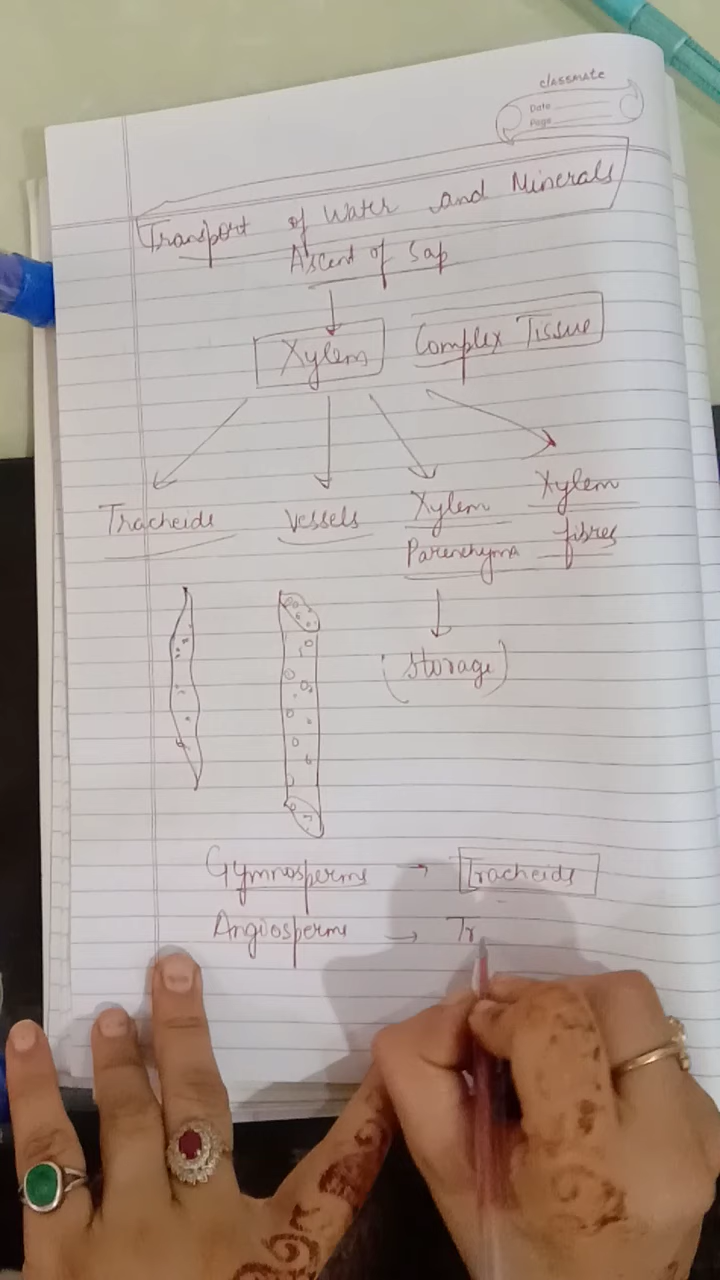 classmate
Date
Page
Transport of Water and Minerals
Ascent of Sap
Xylem Complex Tissue
Tracheids Vessels Xylem Parenchyma Xylem fibres
(Storage)
Gymnosperms → Tracheids
Angiosperms → Tr